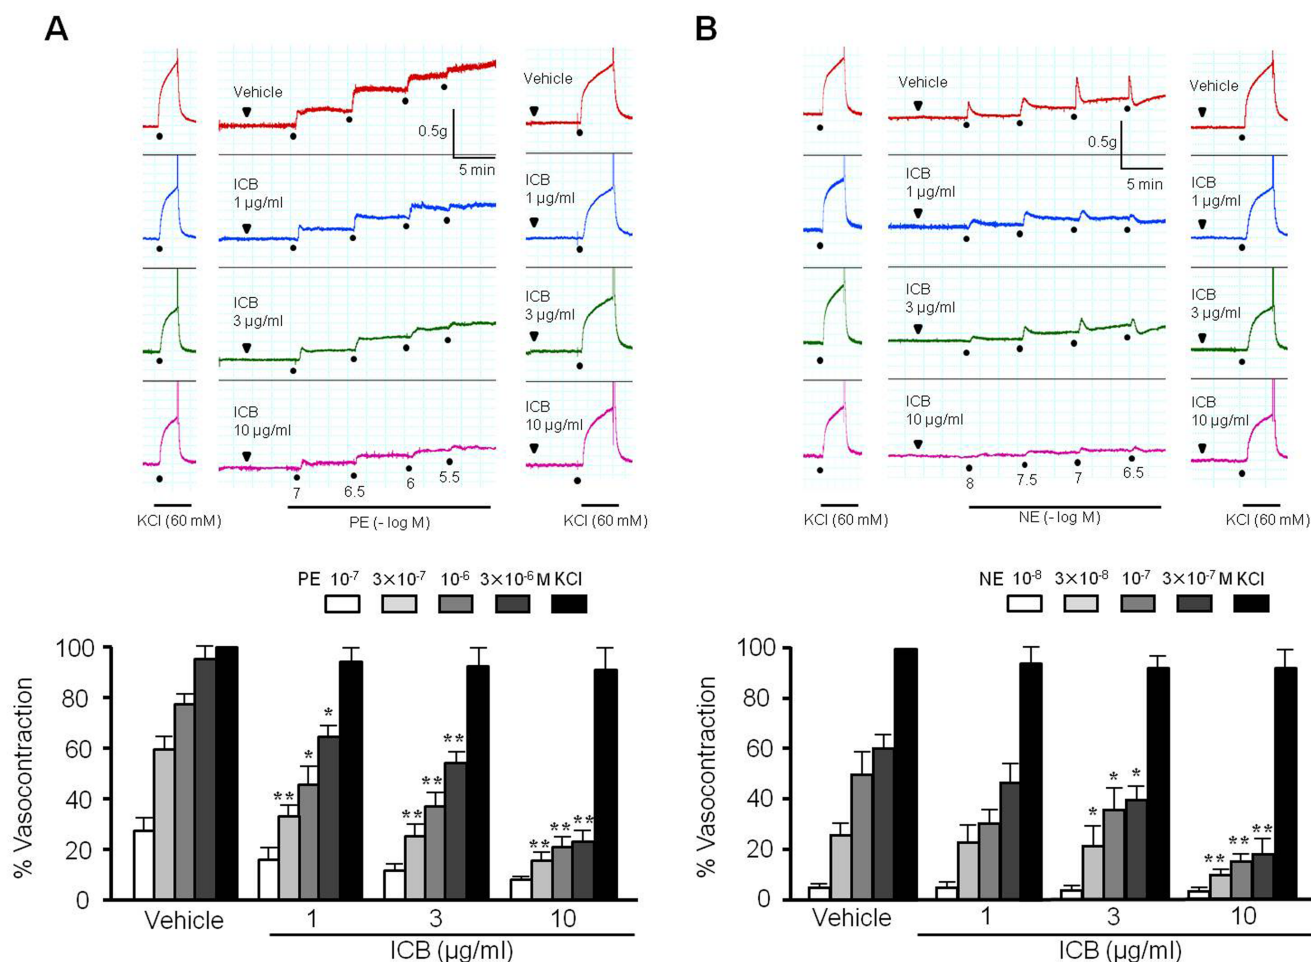 A
B
Vehicle
Vehicle
0.5g
5 min
ICB
1 µg/ml
ICB
1 µg/ml
ICB
3 µg/ml
ICB
3 µg/ml
ICB
10 µg/ml
ICB
10 µg/ml
7 6.5 6 5.5
KCl (60 mM) PE (- log M) KCl (60 mM)
Vehicle
Vehicle
0.5g
5 min
ICB
1 µg/ml
ICB
1 µg/ml
ICB
3 µg/ml
ICB
3 µg/ml
ICB
10 µg/ml
ICB
10 µg/ml
8 7.5 7 6.5
KCl (60 mM) NE (- log M) KCl (60 mM)
PE 10⁻⁷ 3×10⁻⁷ 10⁻⁶ 3×10⁻⁶ M KCl
% Vasocontraction
100
80
60
40
20
0
** * *
** ** **
** ** **
Vehicle 1 3 10
ICB (µg/ml)
NE 10⁻⁸ 3×10⁻⁸ 10⁻⁷ 3×10⁻⁷ M KCl
% Vasocontraction
100
80
60
40
20
0
* * *
** ** **
Vehicle 1 3 10
ICB (µg/ml)